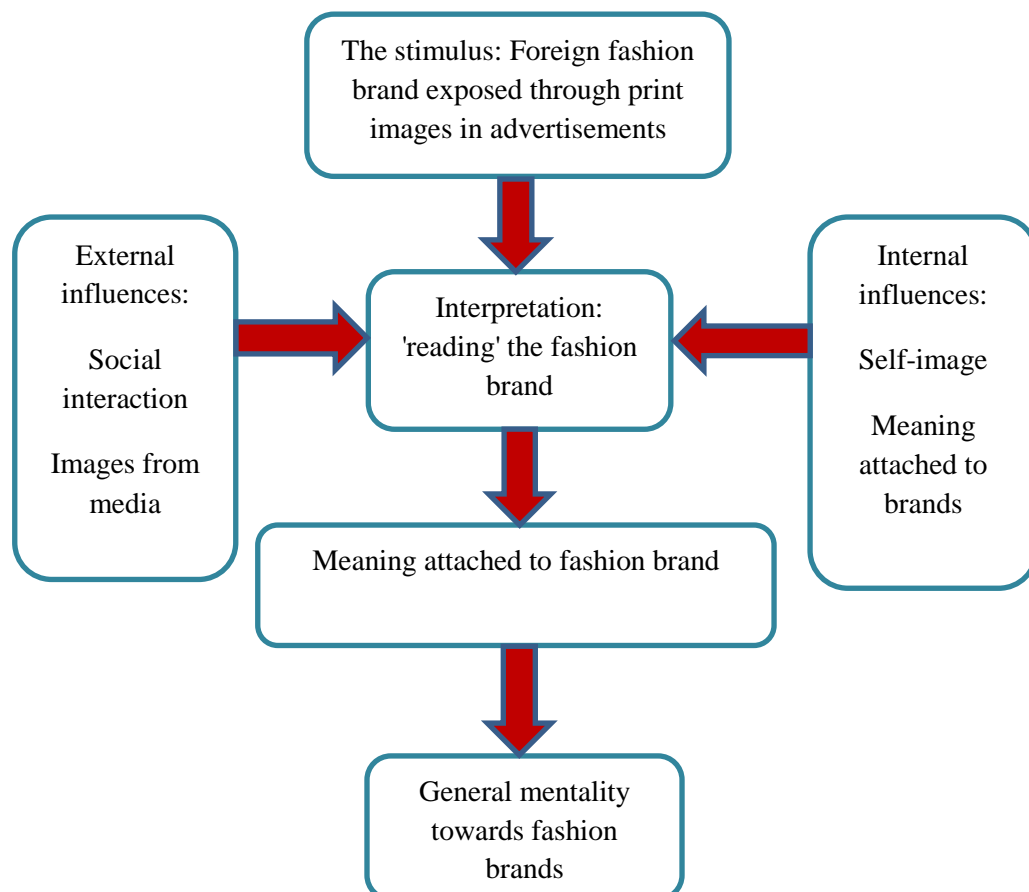 The stimulus: Foreign fashion
brand exposed through print
images in advertisements
External
influences:
Social
interaction
Images from
media
Interpretation:
'reading' the fashion
brand
Internal
influences:
Self-image
Meaning
attached to
brands
Meaning attached to fashion brand
General mentality
towards fashion
brands